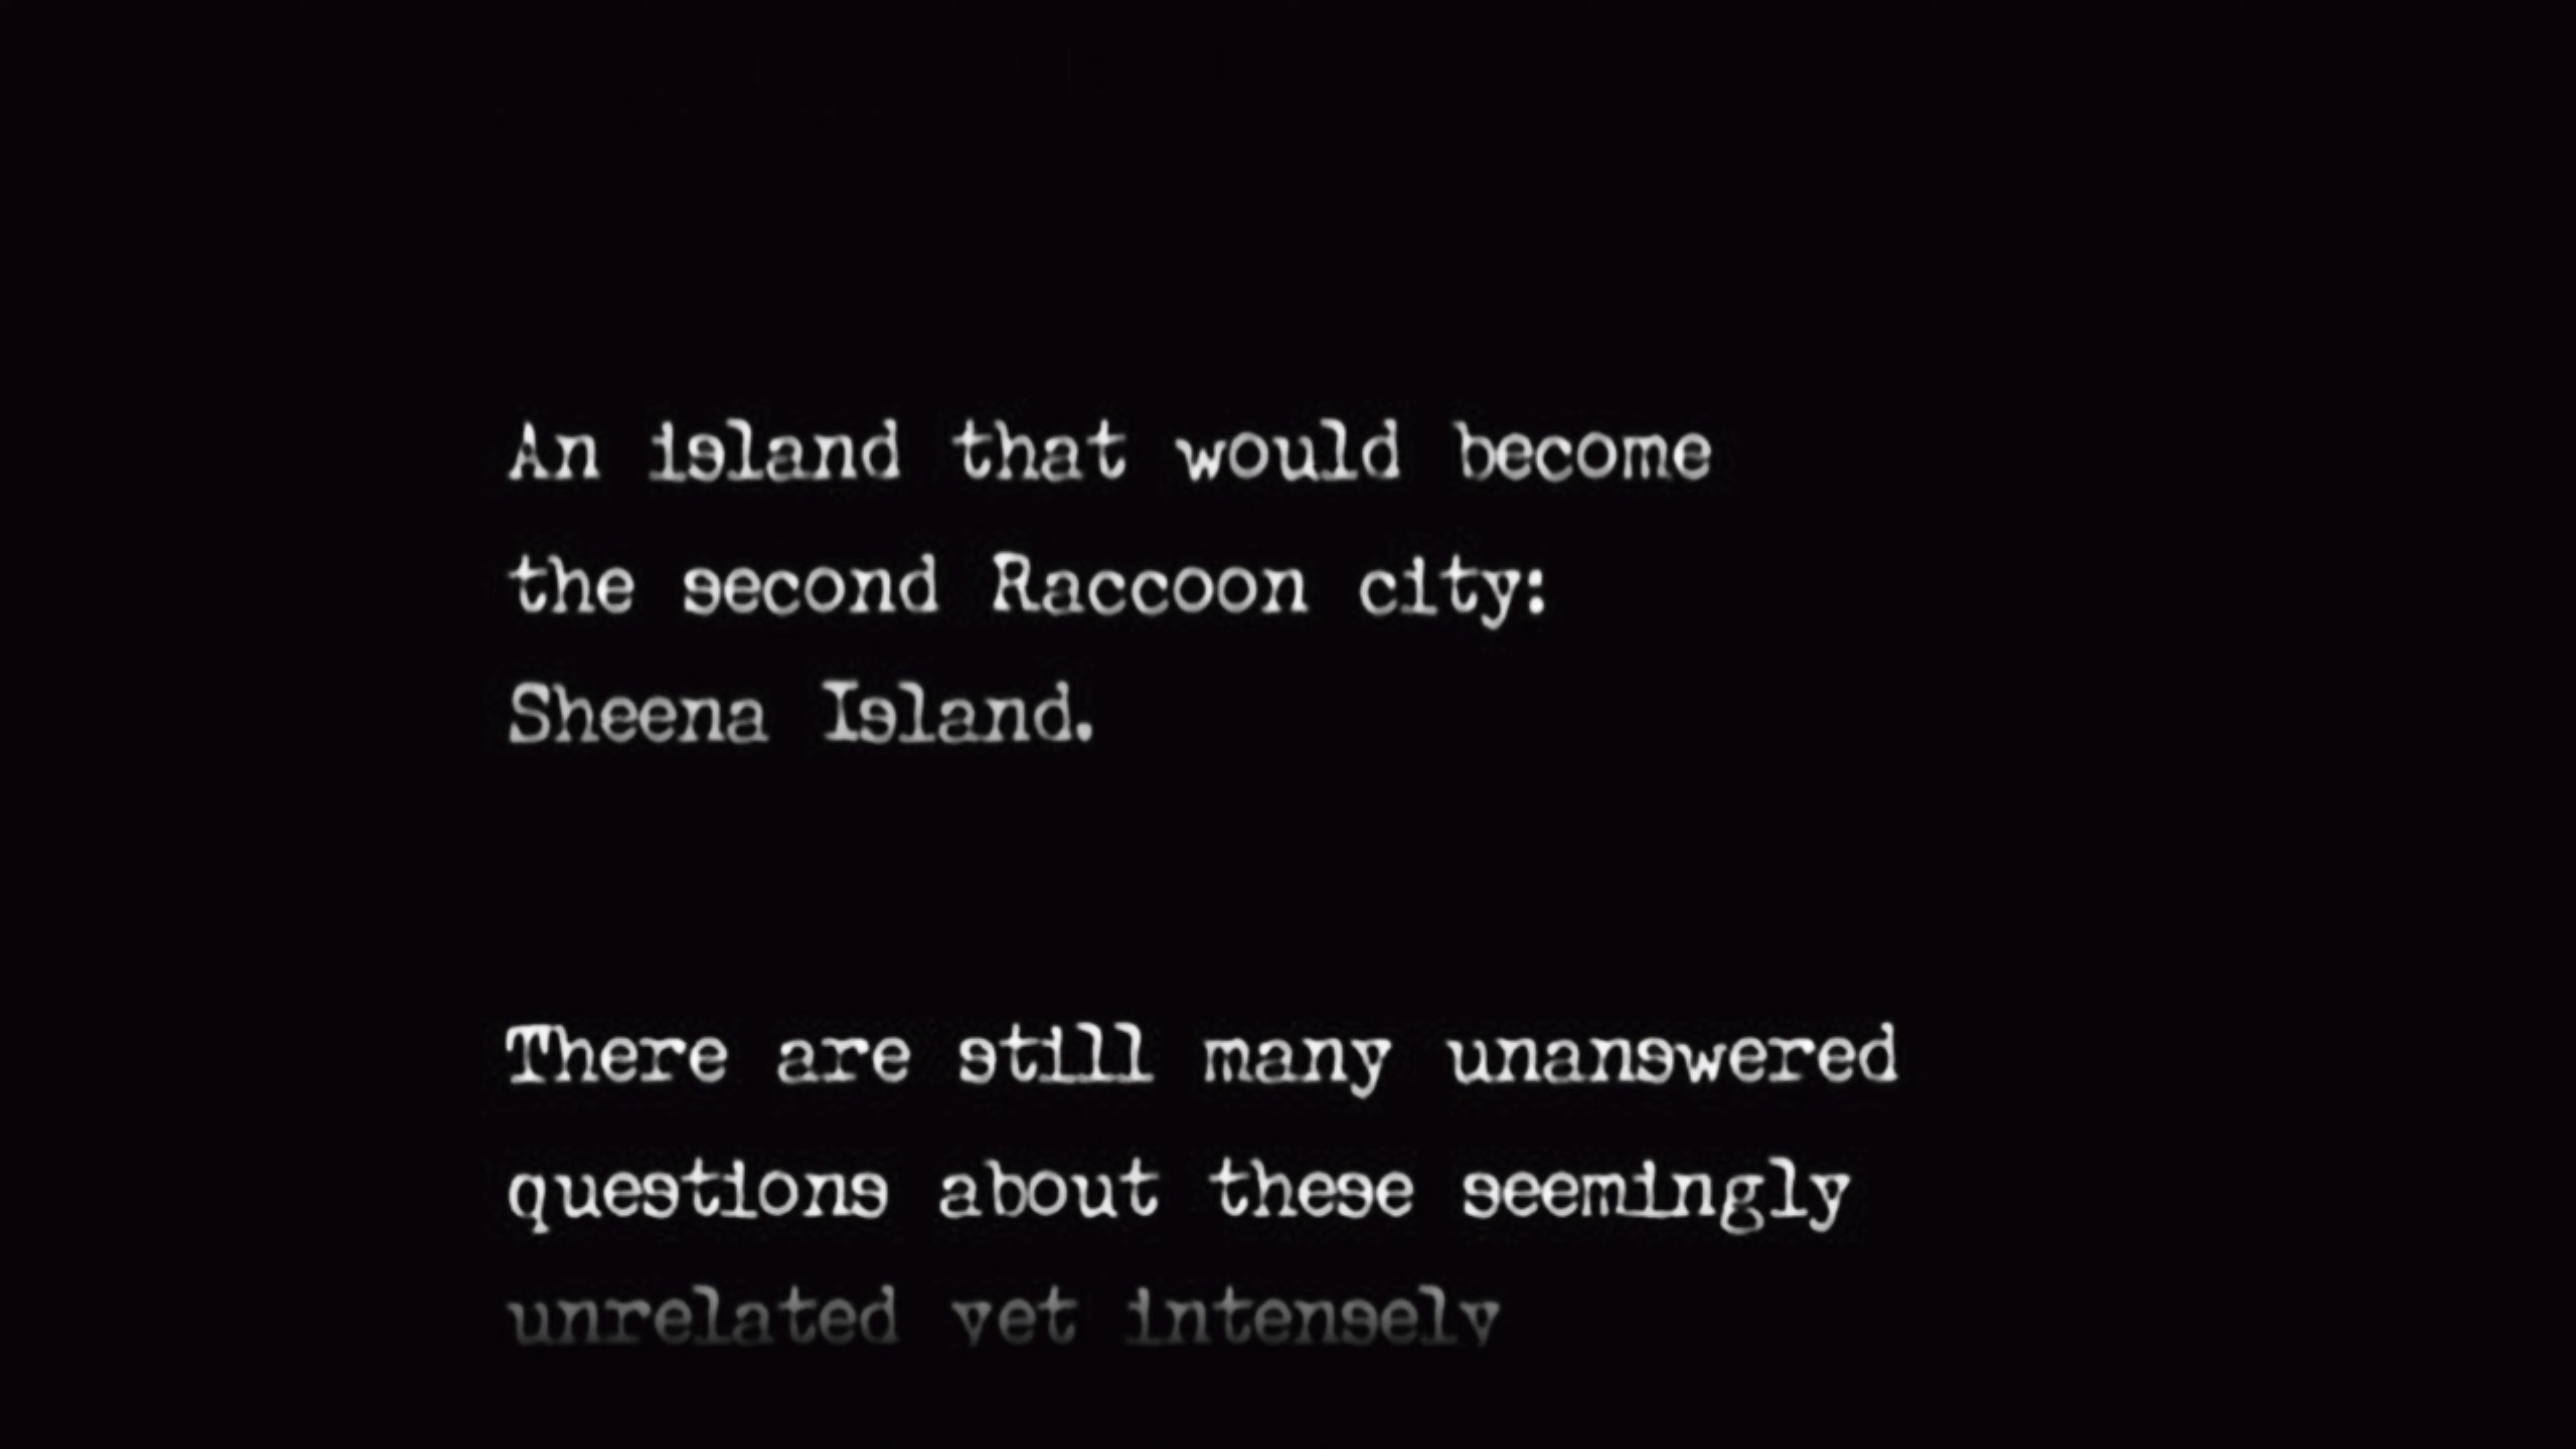 An island that would become
the second Raccoon city:
Sheena Island.
There are still many unanswered
questions about these seemingly
unrelated yet intensely